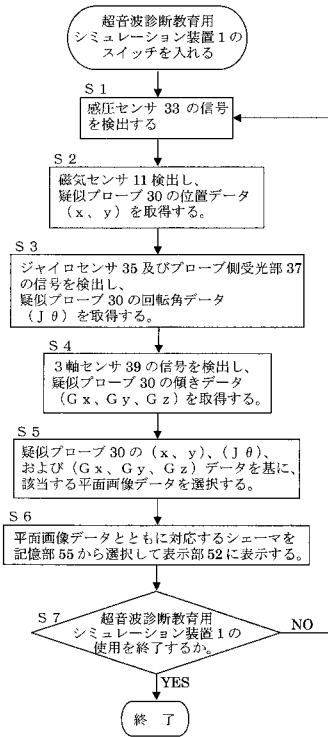 超音波診断教育用
シミュレーション装置1の
スイッチを入れる
S1
感圧センサ 33 の信号
を検出する
S2
磁気センサ 11 検出し、
疑似プローブ 30 の位置データ
(x、y)を取得する。
S3
ジャイロセンサ 35 及びプローブ側受光部 37
の信号を検出し、
疑似プローブ 30 の回転角データ
(Jθ)を取得する。
S4
3軸センサ 39 の信号を検出し、
疑似プローブ 30 の傾きデータ
(Gx、Gy、Gz)を取得する。
S5
疑似プローブ 30 の(x、y)、(Jθ)、
および(Gx、Gy、Gz)データを基に、
該当する平面画像データを選択する。
S6
平面画像データとともに対応するシェーマを
記憶部 55 から選択して表示部 52 に表示する。
S7
超音波診断教育用
シミュレーション装置1の
使用を終了するか。
NO
YES
終 了